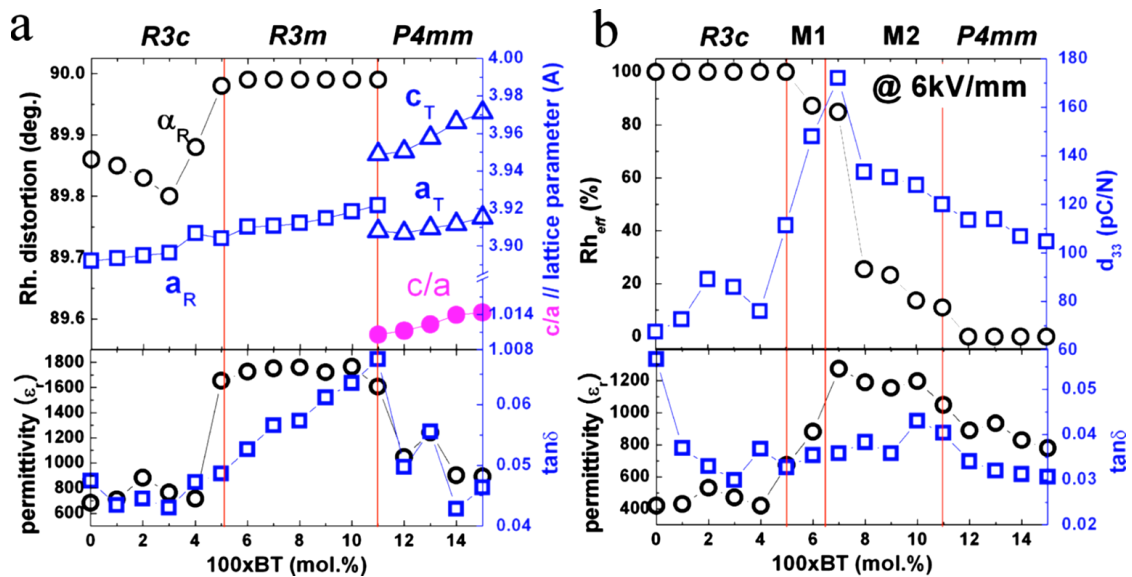 a
R3c R3m P4mm
90.0
89.9
89.8
89.7
89.6
Rh. distortion (deg.)
αR
aR
cT
aT
c/a
4.00
3.98
3.96
3.94
3.92
3.90
1.014
1.008
c/a // lattice parameter (A)
1800
1600
1400
1200
1000
800
600
permittivity (εr)
0.06
0.05
0.04
tanδ
0 2 4 6 8 10 12 14
100xBT (mol.%)
b
R3c M1 M2 P4mm
@ 6kV/mm
100
80
60
40
20
0
Rheff (%)
180
160
140
120
100
80
60
d33 (pC/N)
1200
1000
800
600
400
permittivity (εr)
0.05
0.04
0.03
0.02
tanδ
0 2 4 6 8 10 12 14
100xBT (mol.%)